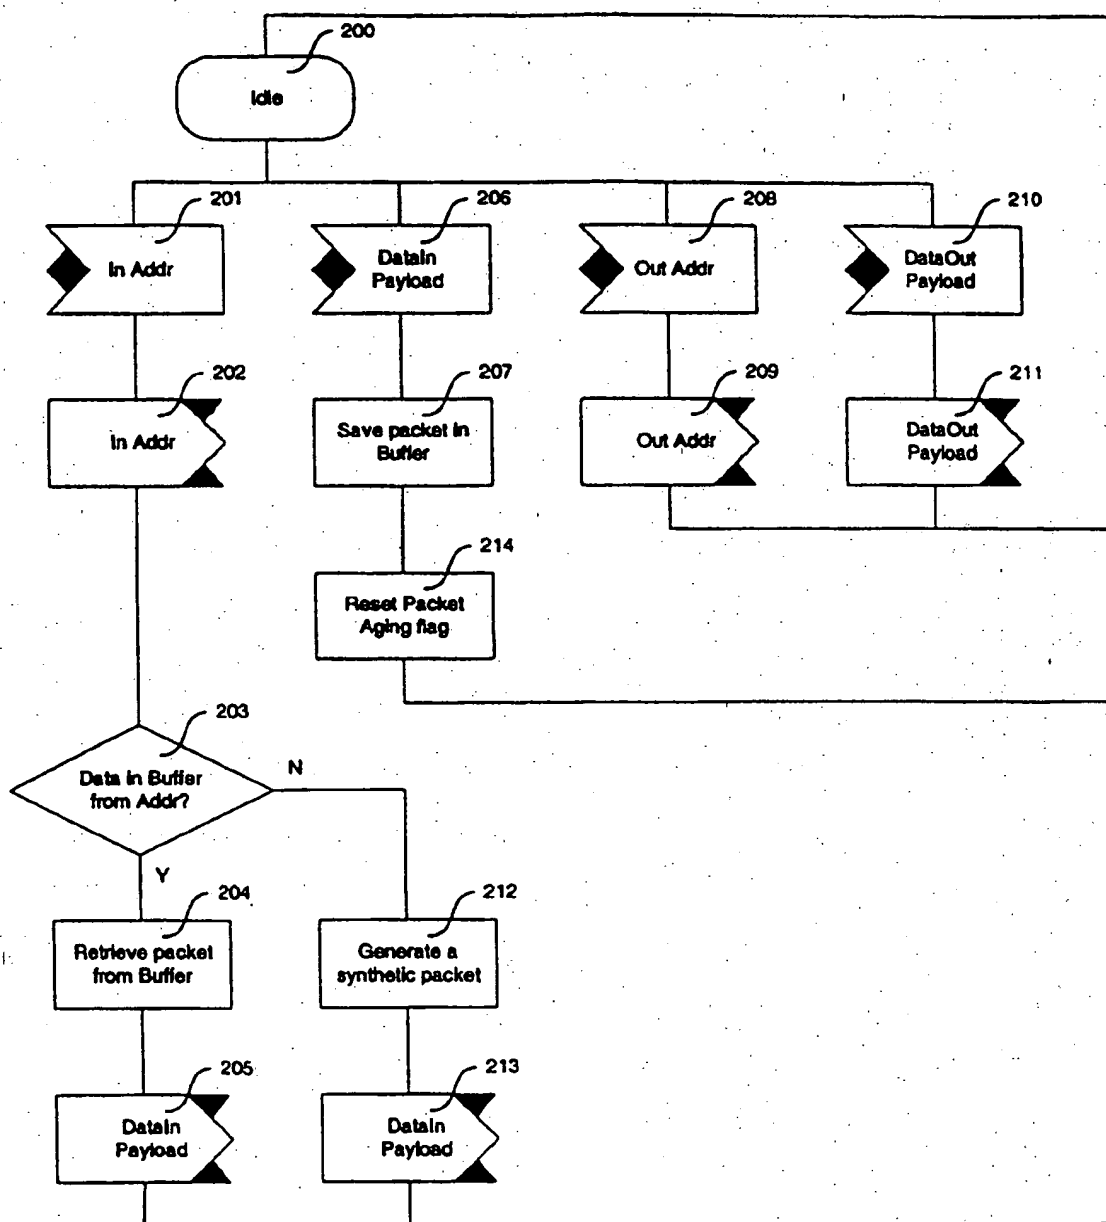 200
Idle
201
206
208
210
In Addr
DataIn
Payload
Out Addr
DataOut
Payload
202
207
209
211
In Addr
Save packet in
Buffer
Out Addr
DataOut
Payload
214
Reset Packet
Aging flag
203
Data in Buffer
from Addr?
N
Y
204
212
Retrieve packet
from Buffer
Generate a
synthetic packet
205
213
DataIn
Payload
DataIn
Payload